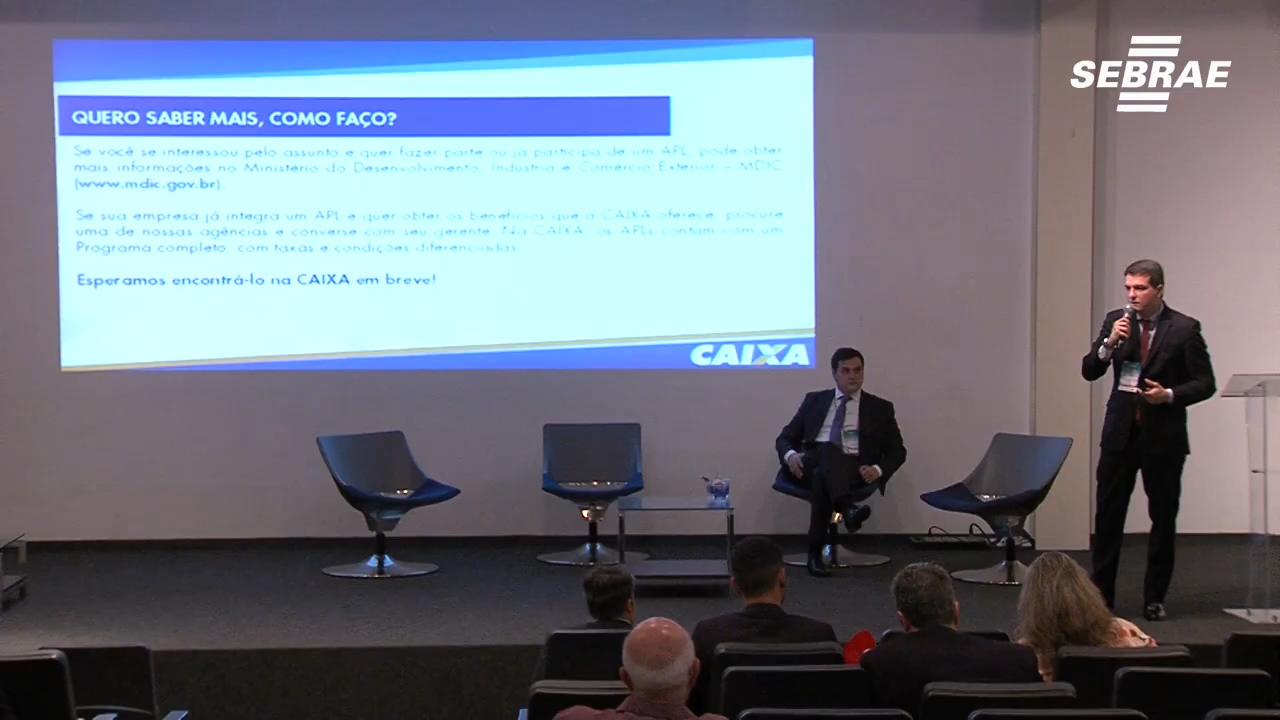 SEBRAE
QUERO SABER MAIS, COMO FAÇO?
Se você se interessou pelo assunto e quer fazer parte ou já participa de um APL, pode obter
mais informações no Ministério do Desenvolvimento, Indústria e Comércio Exterior – MDIC
(www.mdic.gov.br).
Se sua empresa já integra um APL e quer obter os benefícios que a CAIXA oferece, procure
uma de nossas agências e converse com seu gerente. Na CAIXA, os APLs contam com um
Programa completo, com taxas e condições diferenciadas.
Esperamos encontrá-lo na CAIXA em breve!
CAIXA